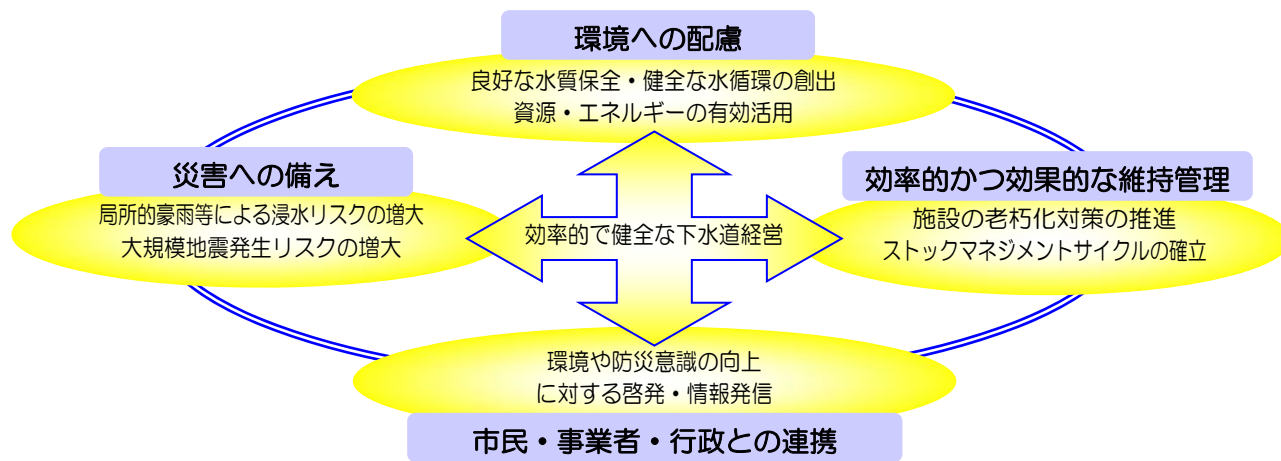 環境への配慮
良好な水質保全・健全な水循環の創出
資源・エネルギーの有効活用
災害への備え
局所的豪雨等による浸水リスクの増大
大規模地震発生リスクの増大
効率的で健全な下水道経営
効率的かつ効果的な維持管理
施設の老朽化対策の推進
ストックマネジメントサイクルの確立
環境や防災意識の向上
に対する啓発・情報発信
市民・事業者・行政との連携